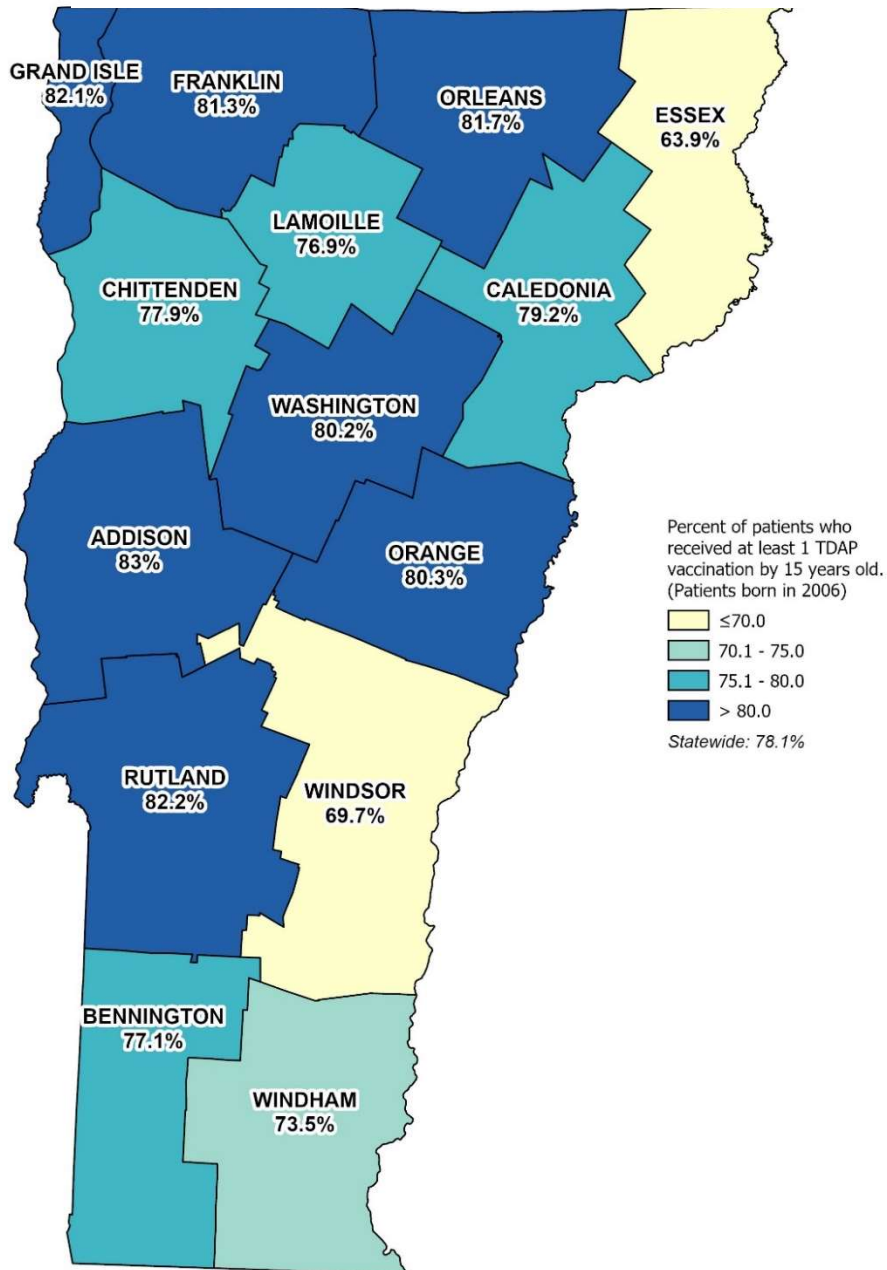 GRAND ISLE
82.1%
FRANKLIN
81.3%
ORLEANS
81.7%
ESSEX
63.9%
LAMOILLE
76.9%
CHITTENDEN
77.9%
CALEDONIA
79.2%
WASHINGTON
80.2%
ADDISON
83%
ORANGE
80.3%
Percent of patients who
received at least 1 TDAP
vaccination by 15 years old.
(Patients born in 2006)
≤70.0
70.1 - 75.0
75.1 - 80.0
> 80.0
Statewide: 78.1%
RUTLAND
82.2%
WINDSOR
69.7%
BENNINGTON
77.1%
WINDHAM
73.5%